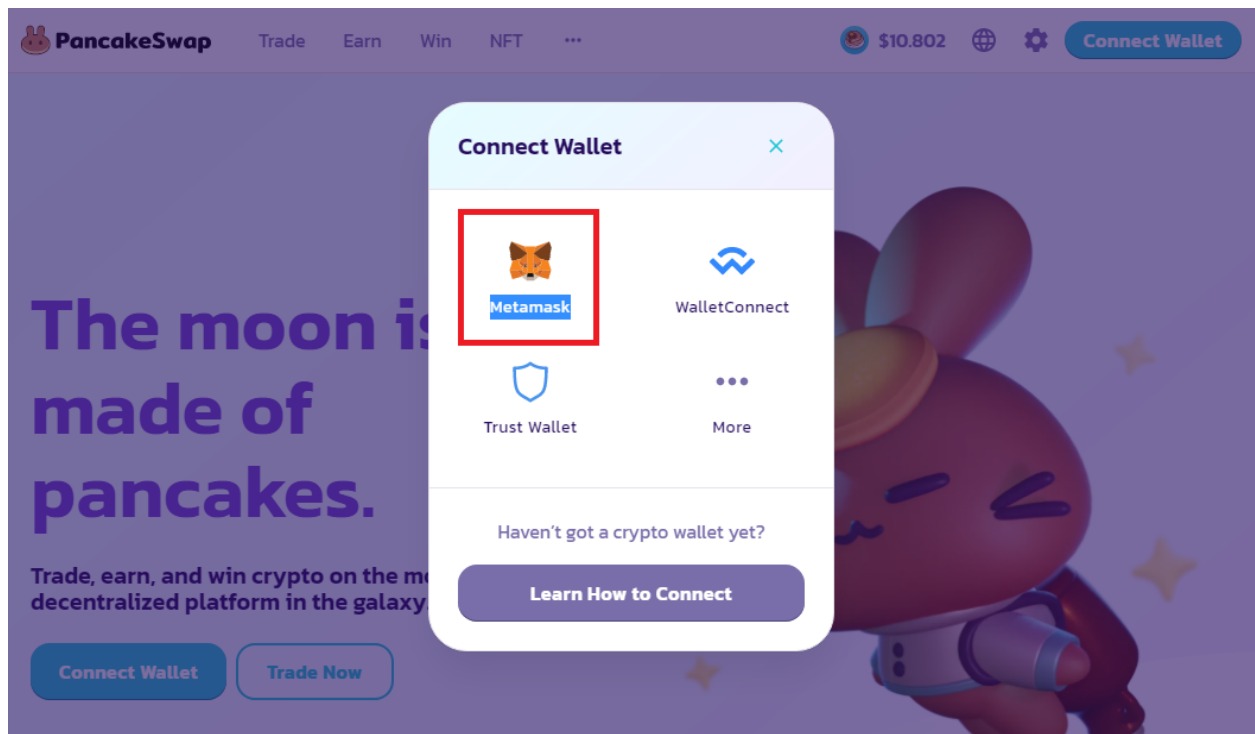 PancakeSwap Trade Earn Win NFT ··· $10.802 Connect Wallet
Connect Wallet
Metamask WalletConnect
Trust Wallet More
Haven't got a crypto wallet yet?
Learn How to Connect
The moon is
made of
pancakes.
Trade, earn, and win crypto on the
decentralized platform in the galaxy
Connect Wallet Trade Now